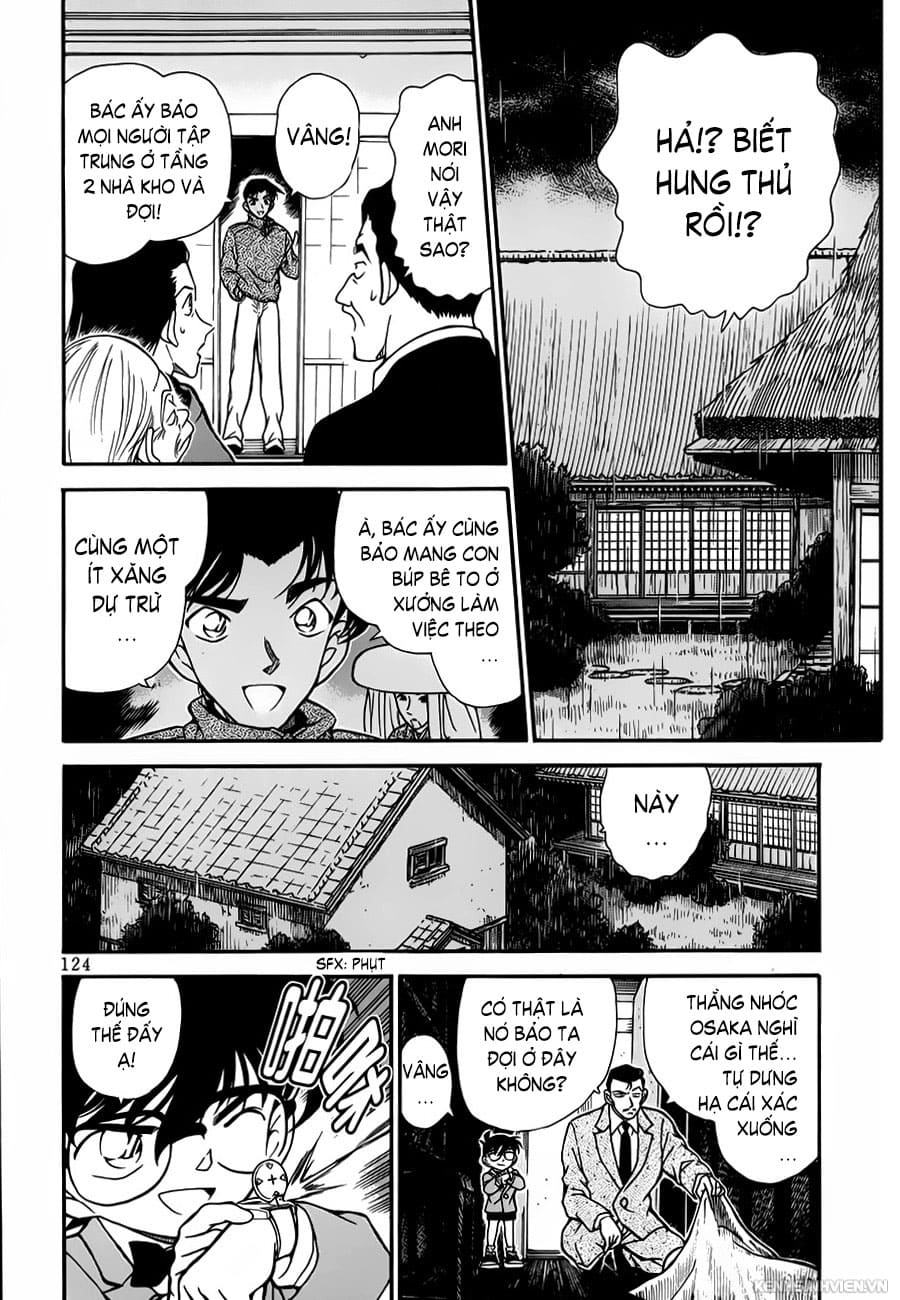 HẢ!? BIẾT
HUNG THỦ
RỒI!?
ANH
MORI
NÓI
VẬY
THẬT
SAO?
VÂNG!
BÁC ẤY BẢO
MỌI NGƯỜI TẬP
TRUNG Ở TẦNG
2 NHÀ KHO VÀ
ĐỢI!
À, BÁC ẤY CŨNG
BẢO MANG CON
BÚP BÊ TO Ở
XƯỞNG LÀM
VIỆC THEO
...
CÙNG MỘT
ÍT XĂNG
DỰ TRỮ
...
NÀY
...
124
SFX: PHỤT
THẰNG NHÓC
OSAKA NGHĨ
CÁI GÌ THẾ...
TỰ DƯNG
HẠ CÁI XÁC
XUỐNG
...
CÓ THẬT LÀ
NÓ BẢO TA
ĐỢI Ở ĐÂY
KHÔNG?
VÂNG
...
ĐÚNG
THẾ ĐẤY
Ạ!
啪